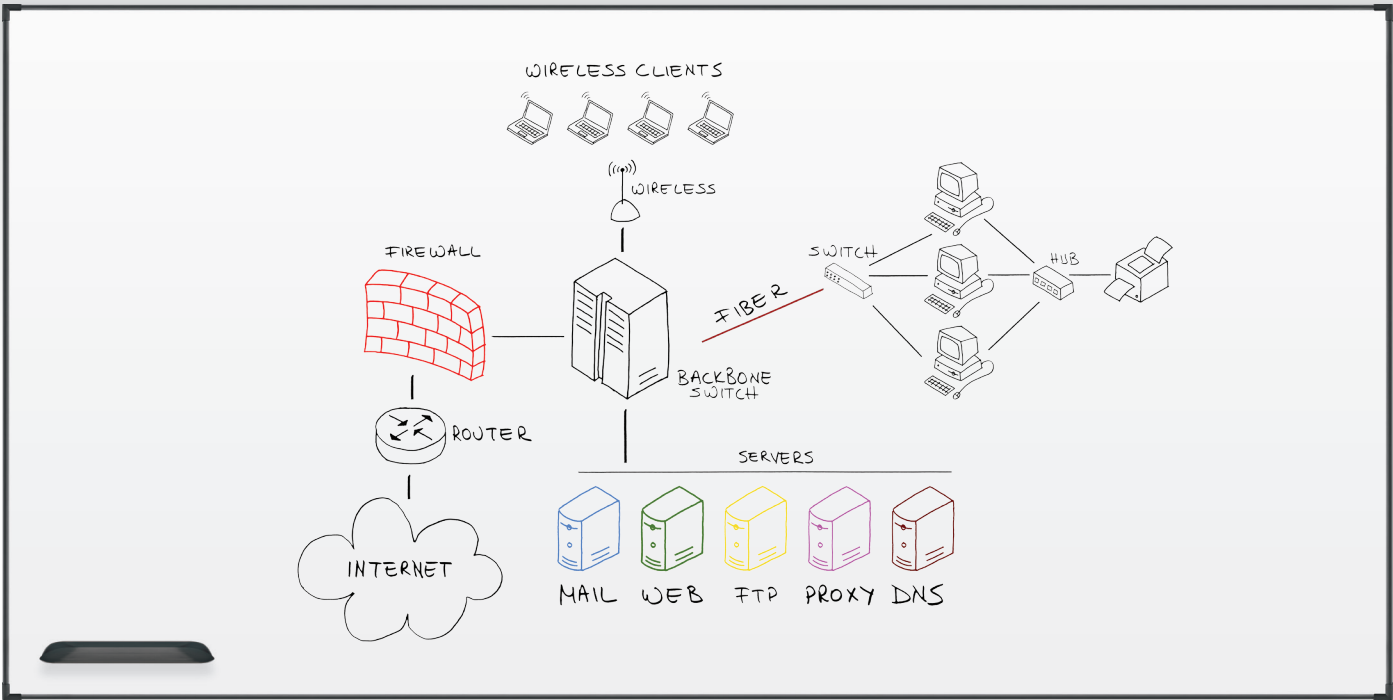 WIRELESS CLIENTS
WIRELESS
FIREWALL
SWITCH
HUB
FIBER
BACKBONE
SWITCH
ROUTER
SERVERS
INTERNET
MAIL WEB FTP PROXY DNS